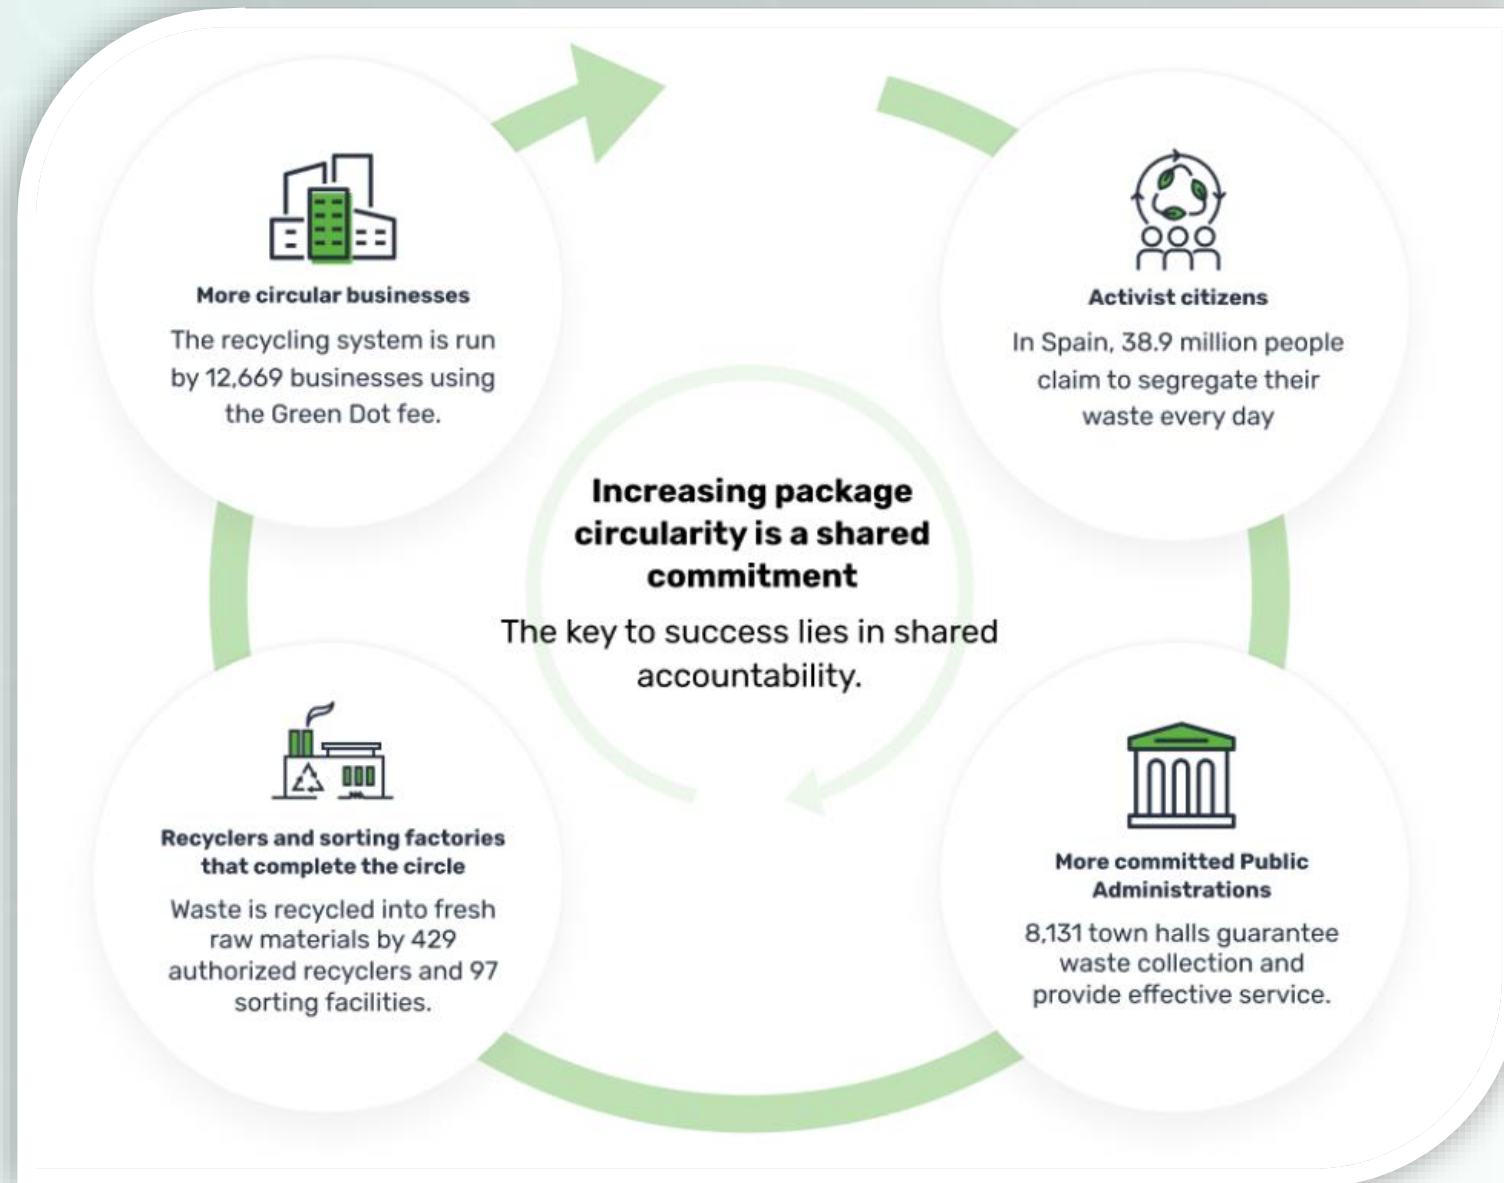 More circular businesses
The recycling system is run
by 12,669 businesses using
the Green Dot fee.
Activist citizens
In Spain, 38.9 million people
claim to segregate their
waste every day
Increasing package
circularity is a shared
commitment
The key to success lies in shared
accountability.
Recyclers and sorting factories
that complete the circle
Waste is recycled into fresh
raw materials by 429
authorized recyclers and 97
sorting facilities.
More committed Public
Administrations
8,131 town halls guarantee
waste collection and
provide effective service.